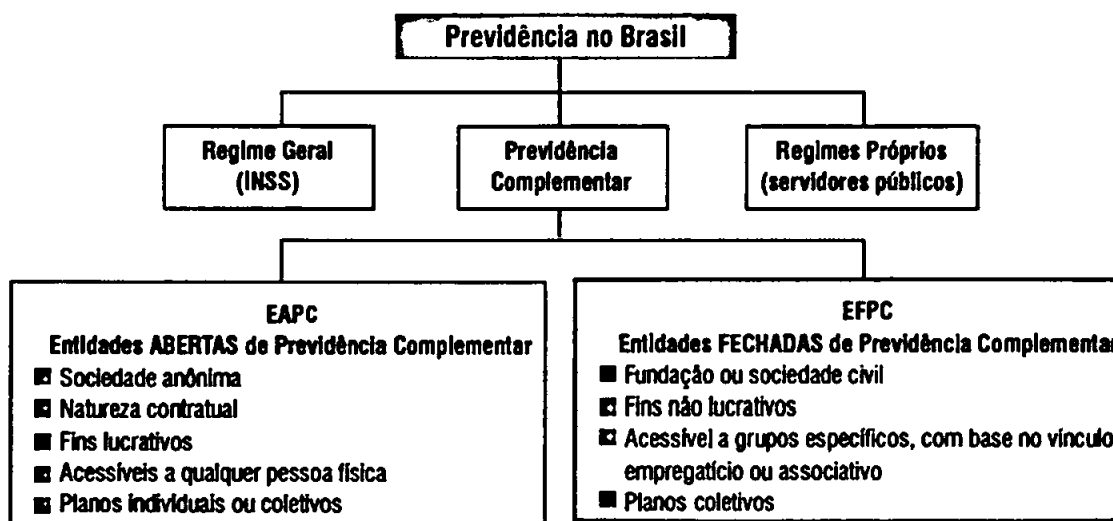 Previdência no Brasil
Regime Geral
(INSS)
Previdência
Complementar
Regimes Próprios
(servidores públicos)
EAPC
Entidades ABERTAS de Previdência Complementar
Sociedade anônima
Natureza contratual
Fins lucrativos
Acessíveis a qualquer pessoa física
Planos individuais ou coletivos
EFPC
Entidades FECHADAS de Previdência Complementar
Fundação ou sociedade civil
Fins não lucrativos
Acessível a grupos específicos, com base no vínculo
empregatício ou associativo
Planos coletivos